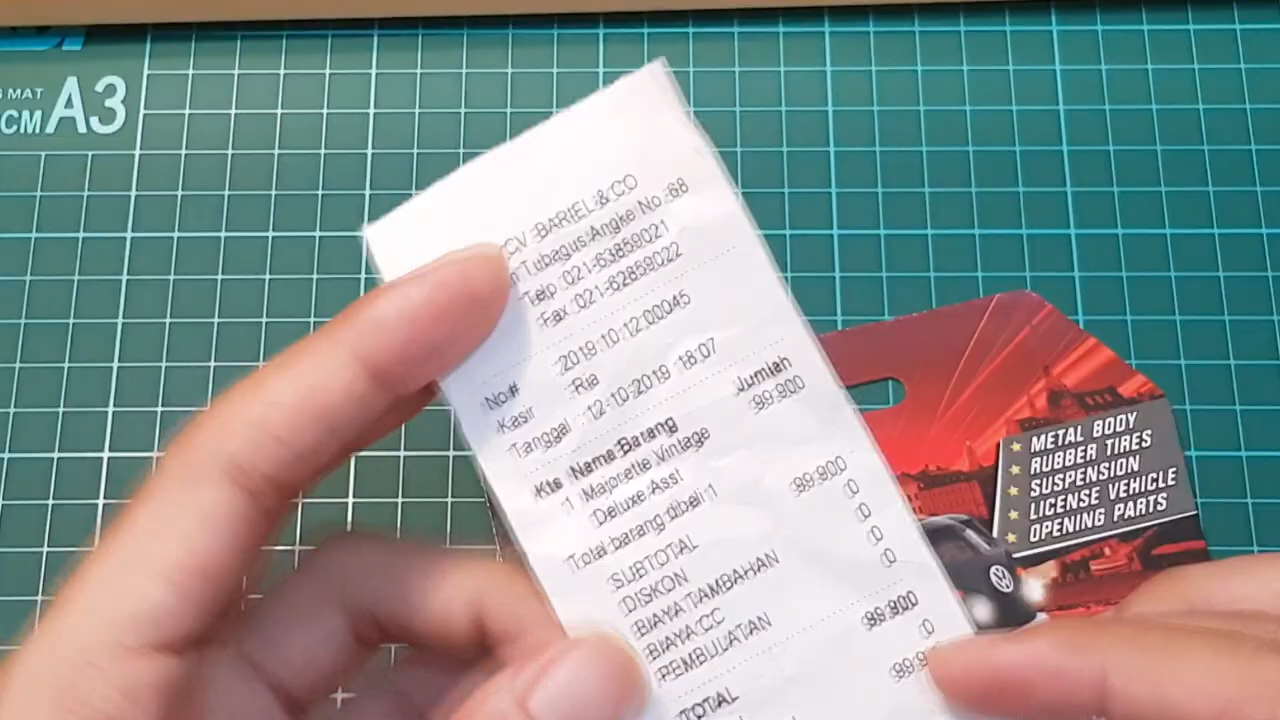 MAT
CM A3
CV BARIEL & CO
Tubagus Angke No 68
Telp 021-63859021
Fax 021-62859022
No# 2019.10.12.00045
Kasir Ria
Tanggal 12-10-2019 18:07
Kts Nama Barang Jumlah
1 Majorette Vintage 99.900
Deluxe Asst
Total barang dibeli 1
SUBTOTAL 99.900
DISKON 0
BIAYA TAMBAHAN 0
BIAYA CC 0
PEMBULATAN 0
TOTAL 99.900
0
METAL BODY
RUBBER TIRES
SUSPENSION
LICENSE VEHICLE
OPENING PARTS